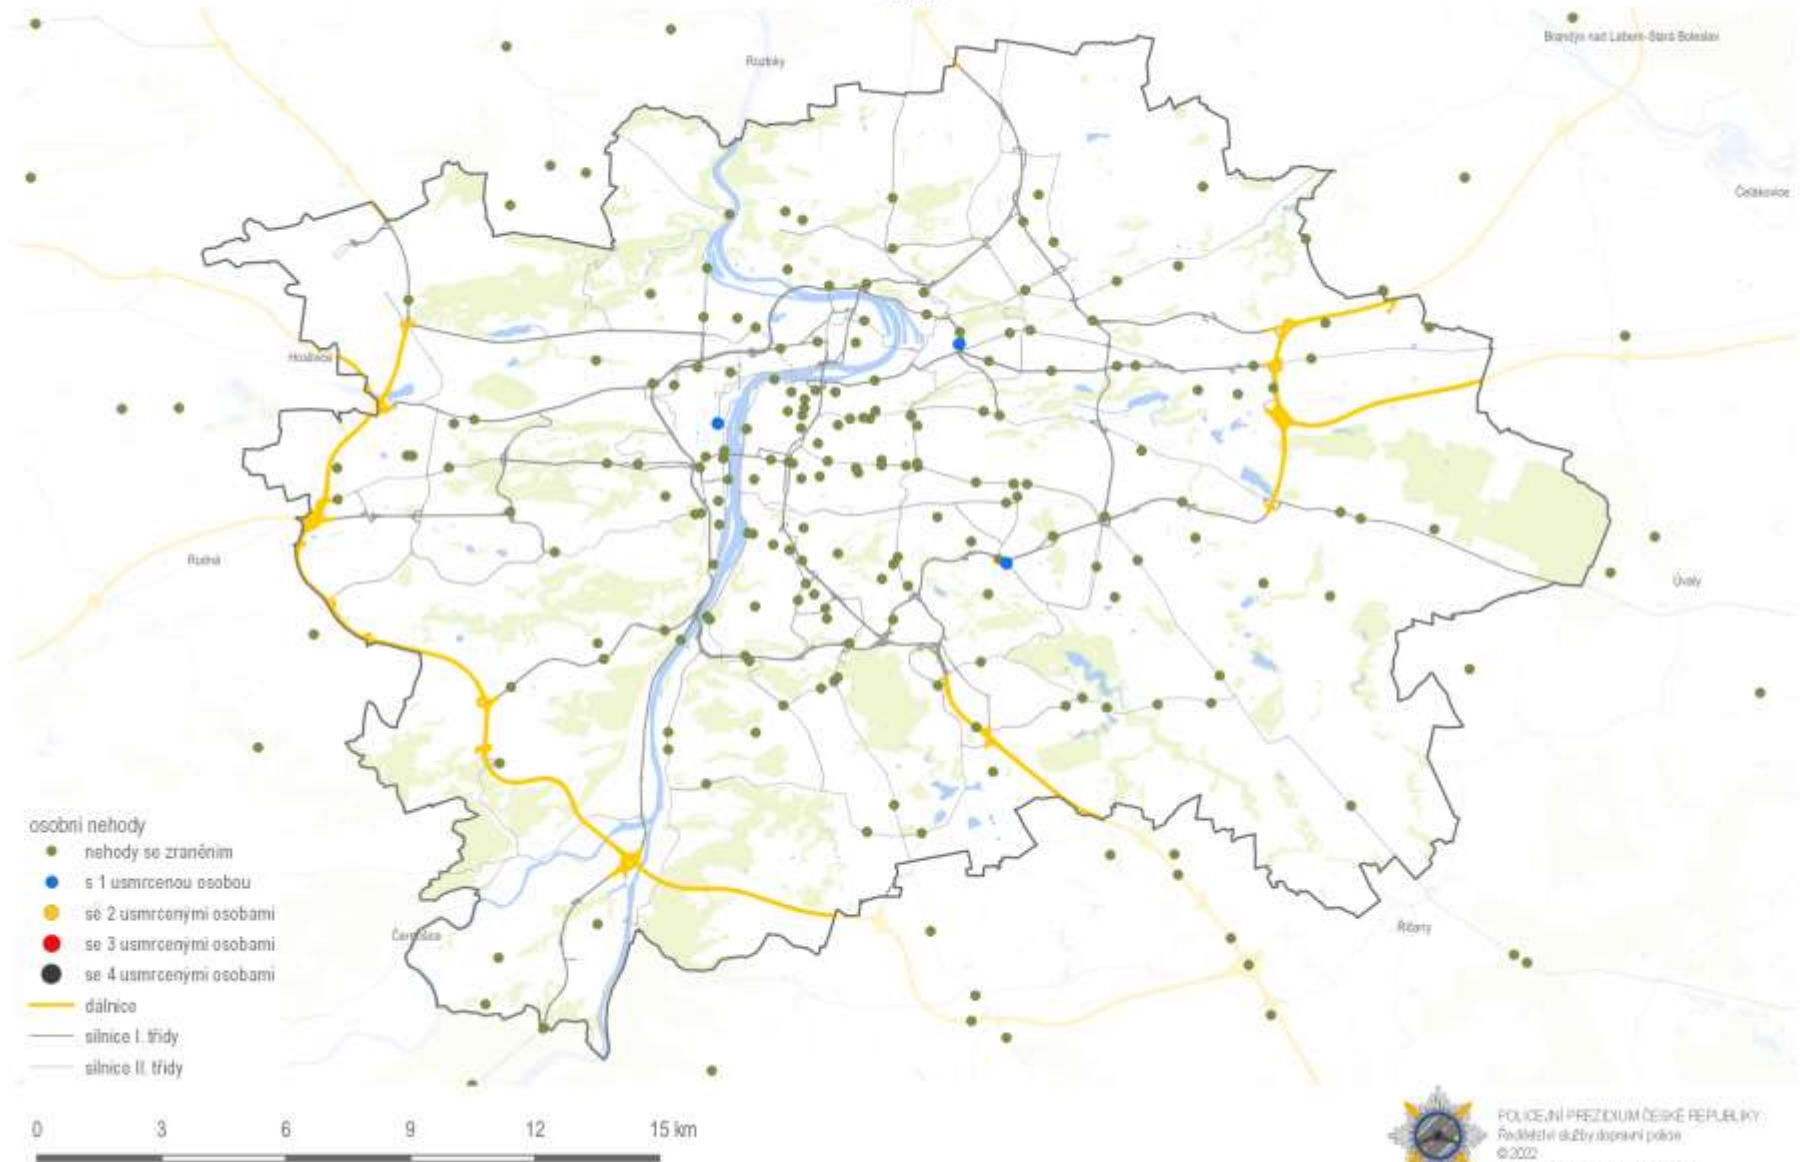 Roztoky
Brandýs nad Labem-Stará Boleslav
Čelákovice
Hostivice
Rudná
Úvaly
osobní nehody
nehody se zraněním
s 1 usmrcenou osobou
se 2 usmrcenými osobami
se 3 usmrcenými osobami
se 4 usmrcenými osobami
dálnice
silnice I. třídy
silnice II. třídy
Černošice
Říčany
0 3 6 9 12 15 km
POLICEJNÍ PREZIDIUM ČESKÉ REPUBLIKY
Ředitelství služby dopravní policie
© 2022